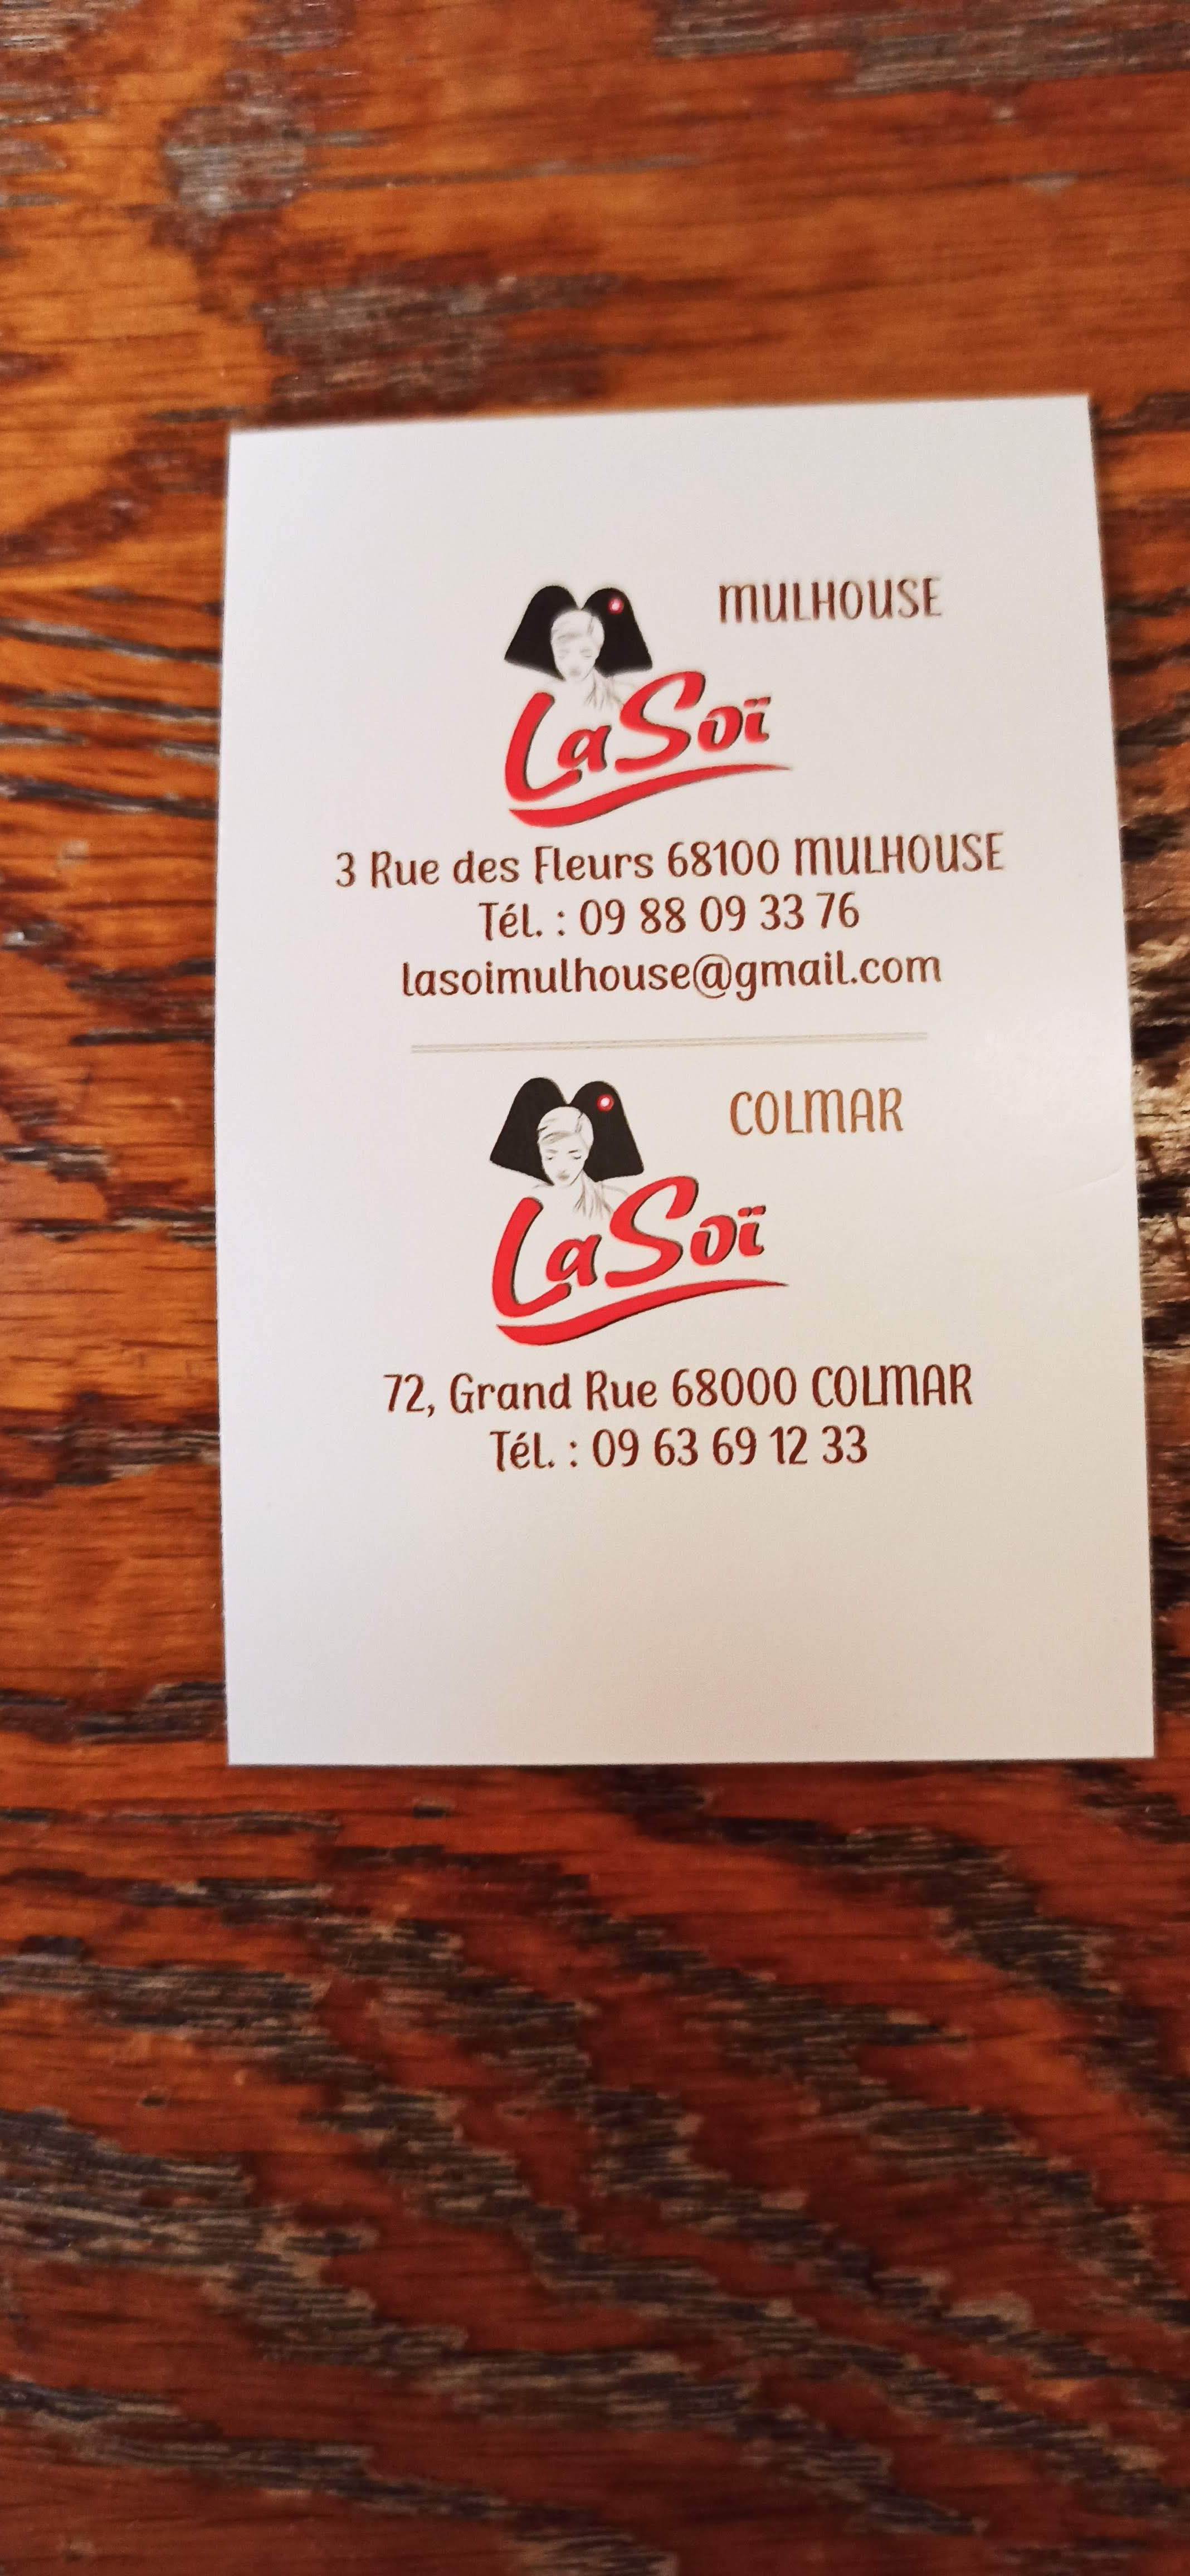 MULHOUSE
LaSoï
3 Rue des Fleurs 68100 MULHOUSE
Tél. : 09 88 09 33 76
lasoimulhouse@gmail.com
COLMAR
LaSoï
72, Grand Rue 68000 COLMAR
Tél. : 09 63 69 12 33